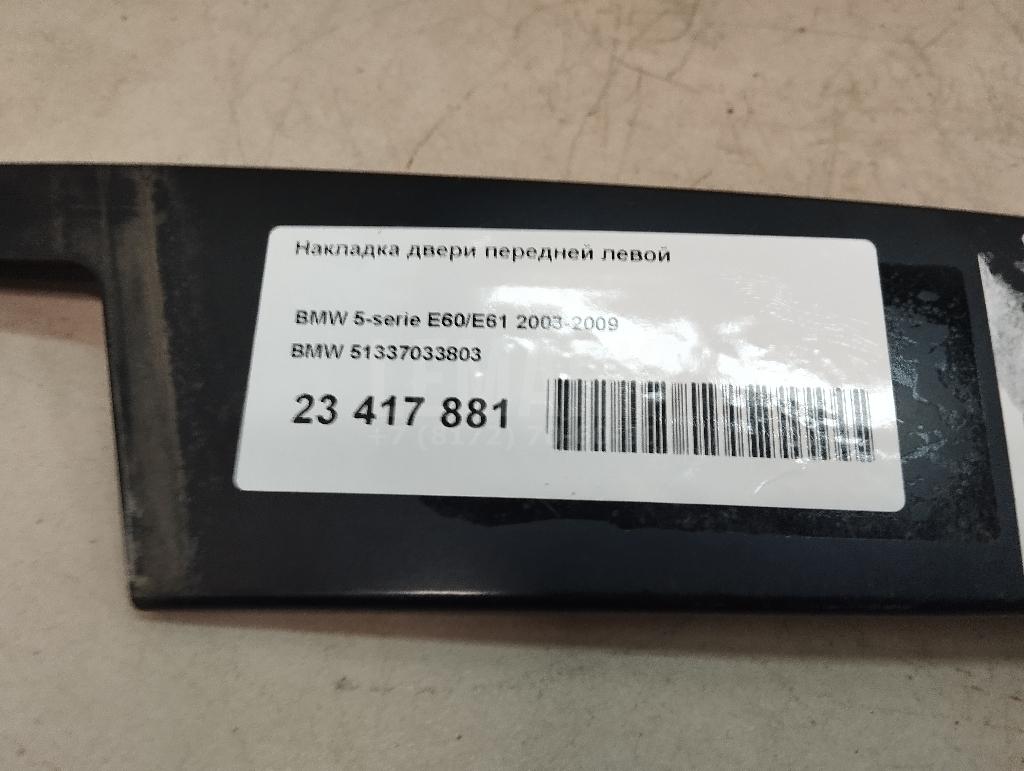 Накладка двери передней левой
BMW 5-serie E60/E61 2003-2009
BMW 51337033803
23 417 881